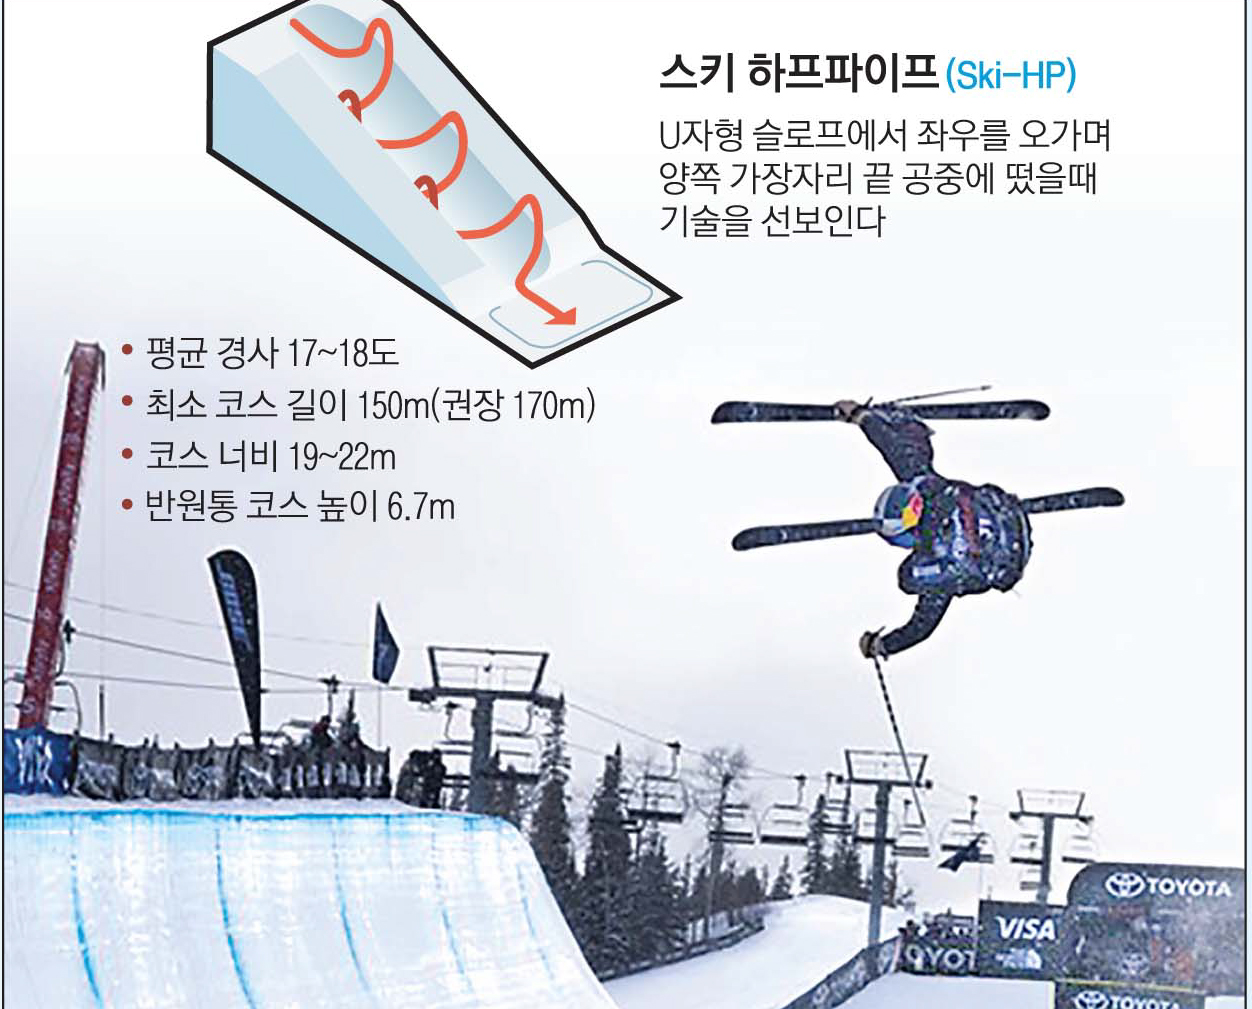 스키 하프파이프 (Ski-HP)
U자형 슬로프에서 좌우를 오가며
양쪽 가장자리 끝 공중에 떴을때
기술을 선보인다
• 평균 경사 17~18도
• 최소 코스 길이 150m(권장 170m)
• 코스 너비 19~22m
• 반원통 코스 높이 6.7m
TOYOTA
VISA
TOYOTA